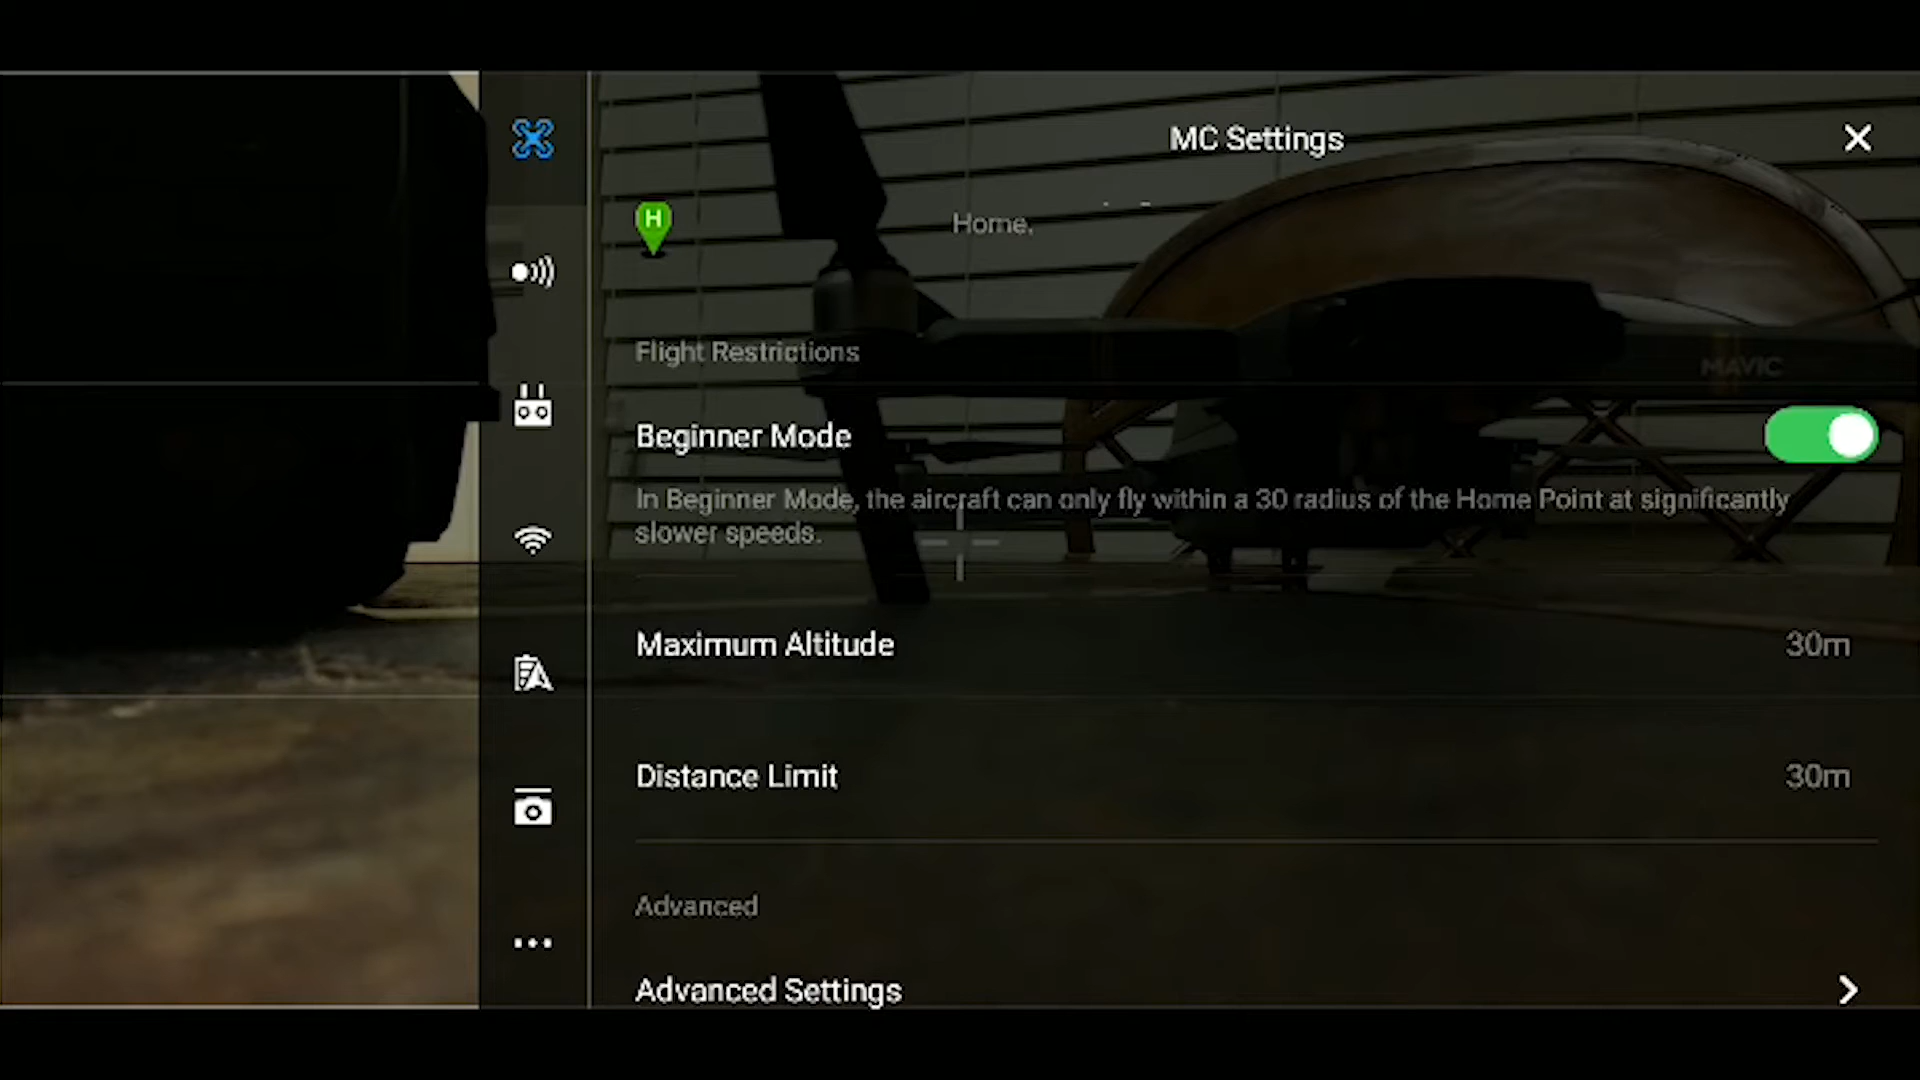 MC Settings
H
Home.
Flight Restrictions
MAVIC
Beginner Mode
In Beginner Mode, the aircraft can only fly within a 30 radius of the Home Point at significantly
slower speeds.
Maximum Altitude
30m
Distance Limit
30m
Advanced
Advanced Settings